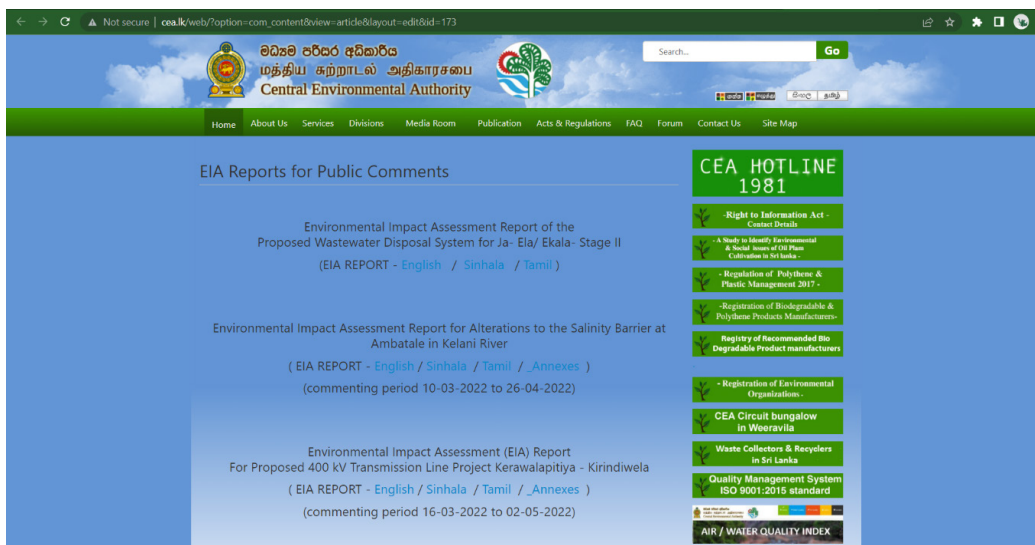 Not secure | cea.lk/web/?option=com_content&view=article&layout=edit&id=173
මධ්‍යම පරිසර අධිකාරිය
மத்திய சுற்றாடல் அதிகாரசபை
Central Environmental Authority
Search...
Go
සිංහල தமிழ்
Home About Us Services Divisions Media Room Publication Acts & Regulations FAQ Forum Contact Us Site Map
EIA Reports for Public Comments
Environmental Impact Assessment Report of the
Proposed Wastewater Disposal System for Ja- Ela/ Ekala- Stage II
(EIA REPORT - English / Sinhala / Tamil )
Environmental Impact Assessment Report for Alterations to the Salinity Barrier at
Ambatale in Kelani River
( EIA REPORT - English / Sinhala / Tamil / _Annexes )
(commenting period 10-03-2022 to 26-04-2022)
Environmental Impact Assessment (EIA) Report
For Proposed 400 kV Transmission Line Project Kerawalapitiya - Kirindiwela
( EIA REPORT - English / Sinhala / Tamil / _Annexes )
(commenting period 16-03-2022 to 02-05-2022)
CEA HOTLINE
1981
-Right to Information Act -
Contact Details
- A Study to Identify Environmental
& Social issues of Oil Plam
Cultivation in Sri lanka -
- Regulation of Polythene &
Plastic Management 2017 -
-Registration of Biodegradable &
Polythene Products Manufacturers-
Registry of Recommended Bio
Degradable Product manufacturers
- Registration of Environmental
Organizations -
CEA Circuit bungalow
in Weeravila
Waste Collectors & Recyclers
in Sri Lanka
Quality Management System
ISO 9001:2015 standard
AIR / WATER QUALITY INDEX